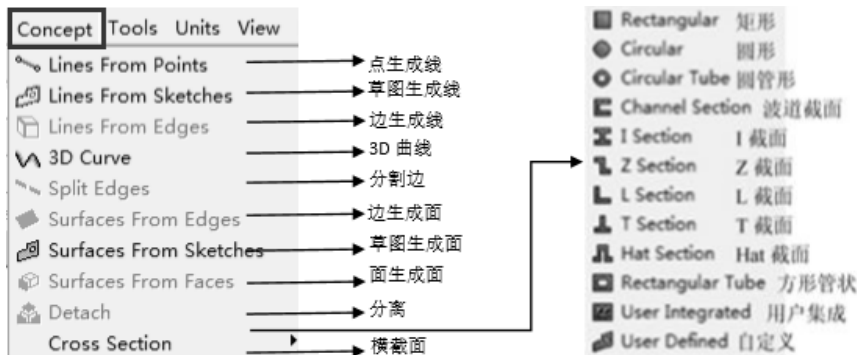 Concept Tools Units View
Lines From Points 点生成线
Lines From Sketches 草图生成线
Lines From Edges 边生成线
3D Curve 3D 曲线
Split Edges 分割边
Surfaces From Edges 边生成面
Surfaces From Sketches 草图生成面
Surfaces From Faces 面生成面
Detach 分离
Cross Section 横截面
Rectangular 矩形
Circular 圆形
Circular Tube 圆管形
Channel Section 波道截面
I Section I 截面
Z Section Z 截面
L Section L 截面
T Section T 截面
Hat Section Hat 截面
Rectangular Tube 方形管状
User Integrated 用户集成
User Defined 自定义